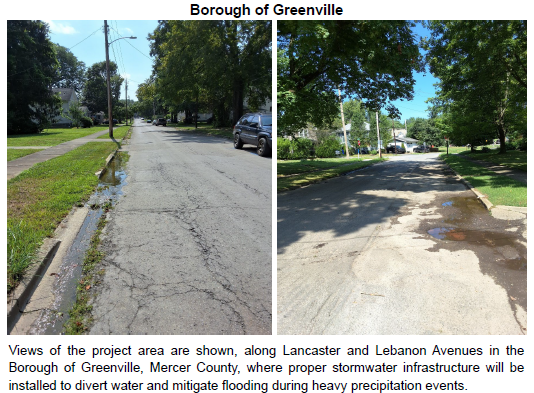 Borough of Greenville
Views of the project area are shown, along Lancaster and Lebanon Avenues in the
Borough of Greenville, Mercer County, where proper stormwater infrastructure will be
installed to divert water and mitigate flooding during heavy precipitation events.